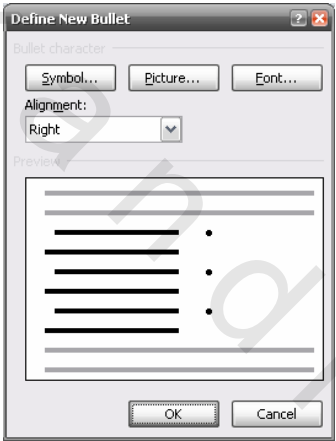 Define New Bullet
Bullet character
Symbol... Picture... Font...
Alignment:
Right
Preview
OK Cancel